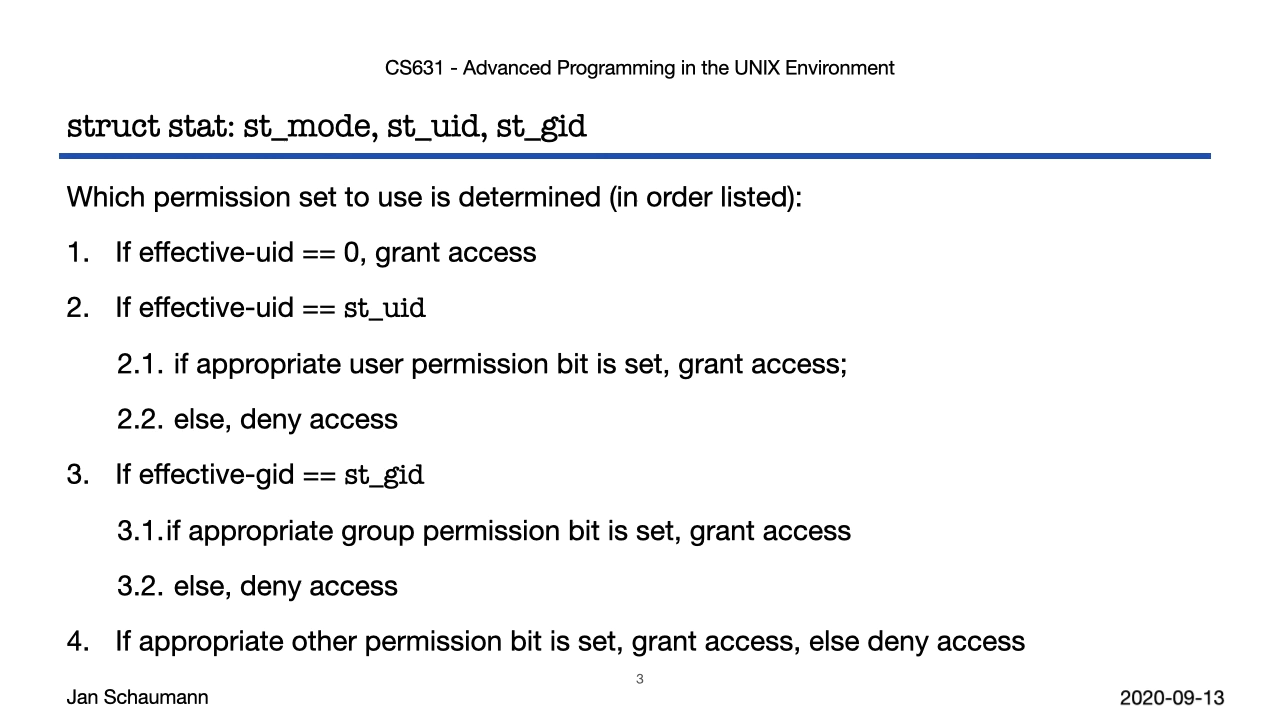 CS631 - Advanced Programming in the UNIX Environment
struct stat: st_mode, st_uid, st_gid
Which permission set to use is determined (in order listed):
1. If effective-uid == 0, grant access
2. If effective-uid == st_uid
2.1. if appropriate user permission bit is set, grant access;
2.2. else, deny access
3. If effective-gid == st_gid
3.1.if appropriate group permission bit is set, grant access
3.2. else, deny access
4. If appropriate other permission bit is set, grant access, else deny access
3
Jan Schaumann
2020-09-13